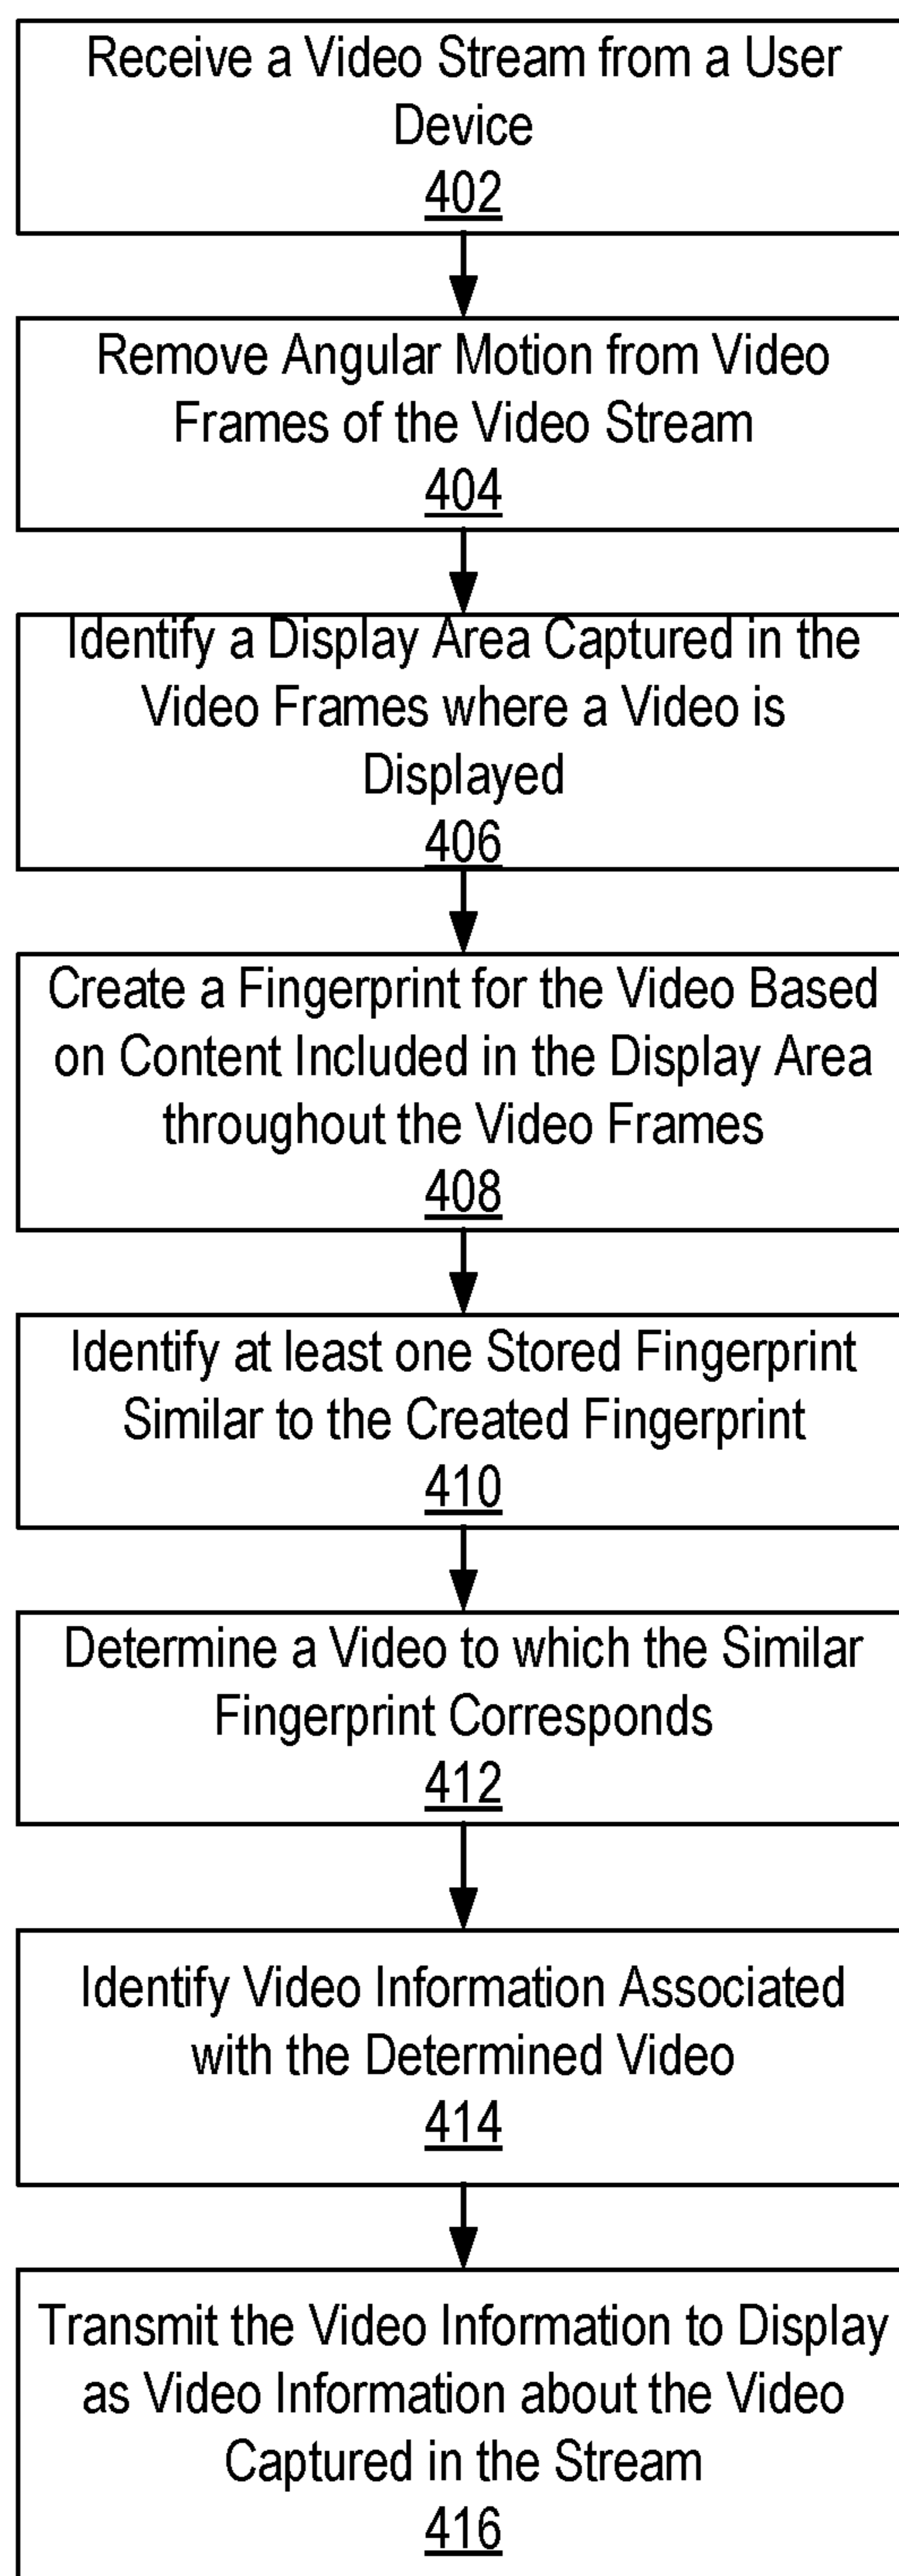 Receive a Video Stream from a User
Device
402
Remove Angular Motion from Video
Frames of the Video Stream
404
Identify a Display Area Captured in the
Video Frames where a Video is
Displayed
406
Create a Fingerprint for the Video Based
on Content Included in the Display Area
throughout the Video Frames
408
Identify at least one Stored Fingerprint
Similar to the Created Fingerprint
410
Determine a Video to which the Similar
Fingerprint Corresponds
412
Identify Video Information Associated
with the Determined Video
414
Transmit the Video Information to Display
as Video Information about the Video
Captured in the Stream
416